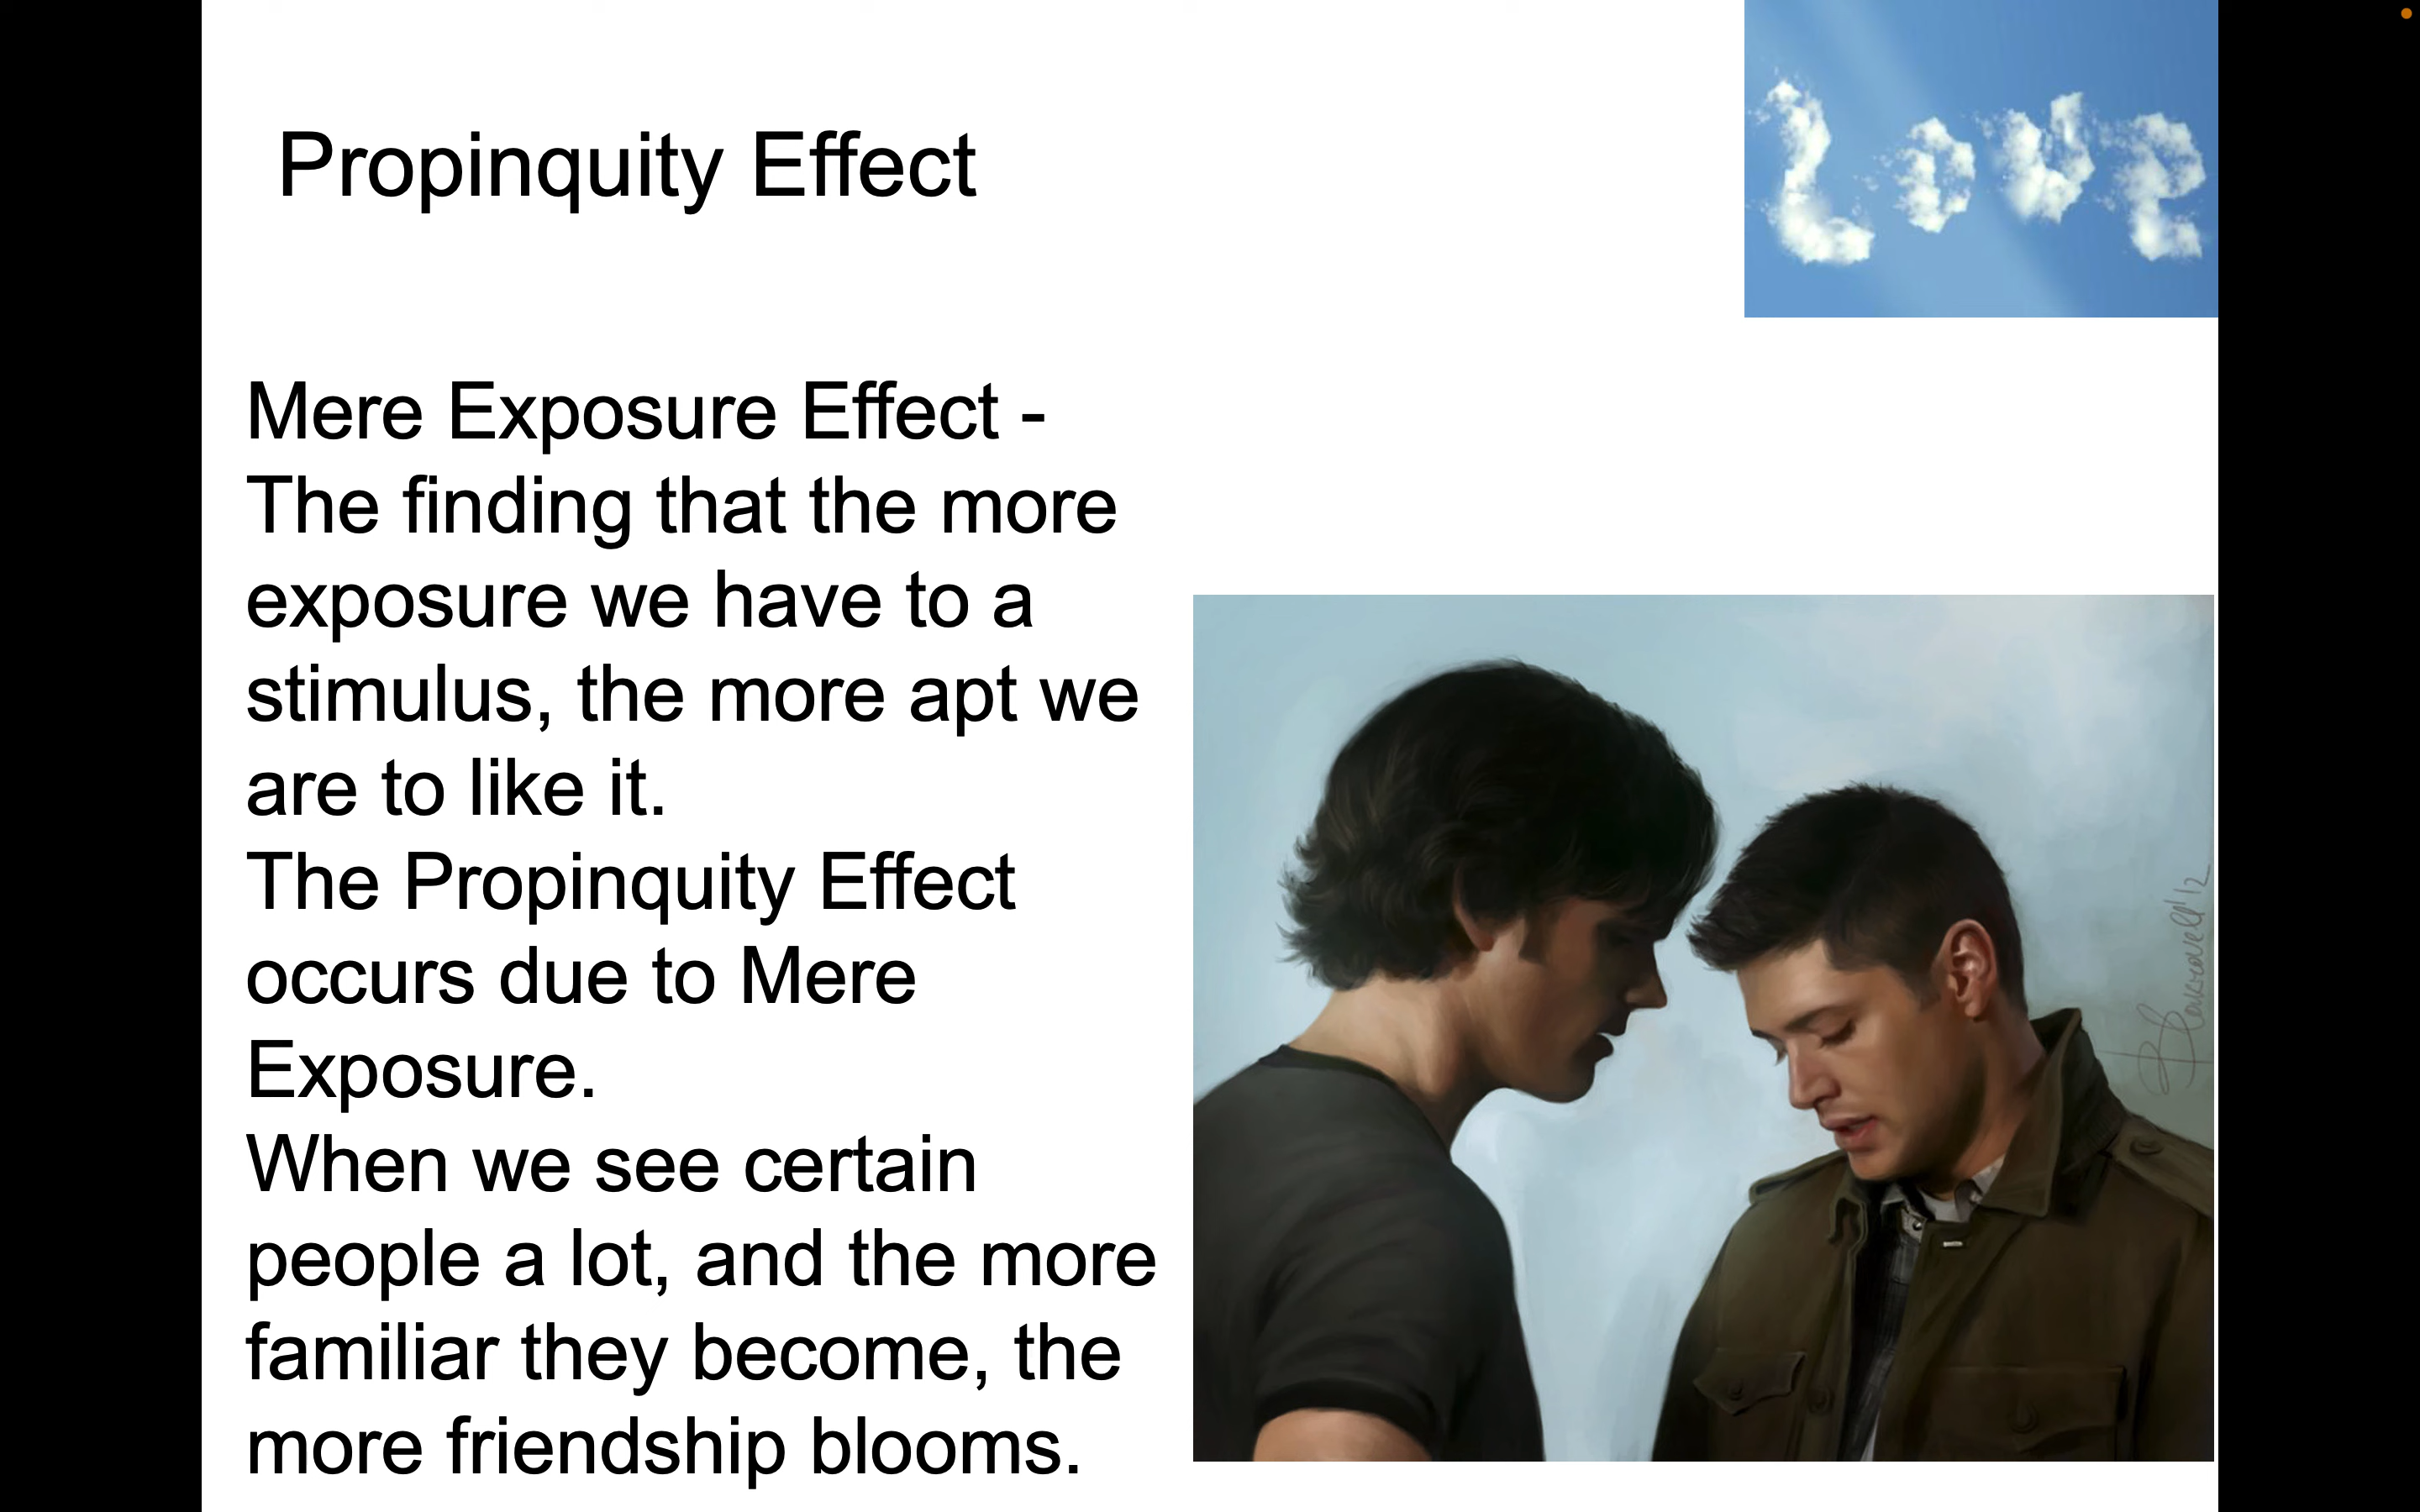 Propinquity Effect
Love
Mere Exposure Effect -
The finding that the more
exposure we have to a
stimulus, the more apt we
are to like it.
The Propinquity Effect
occurs due to Mere
Exposure.
When we see certain
people a lot, and the more
familiar they become, the
more friendship blooms.